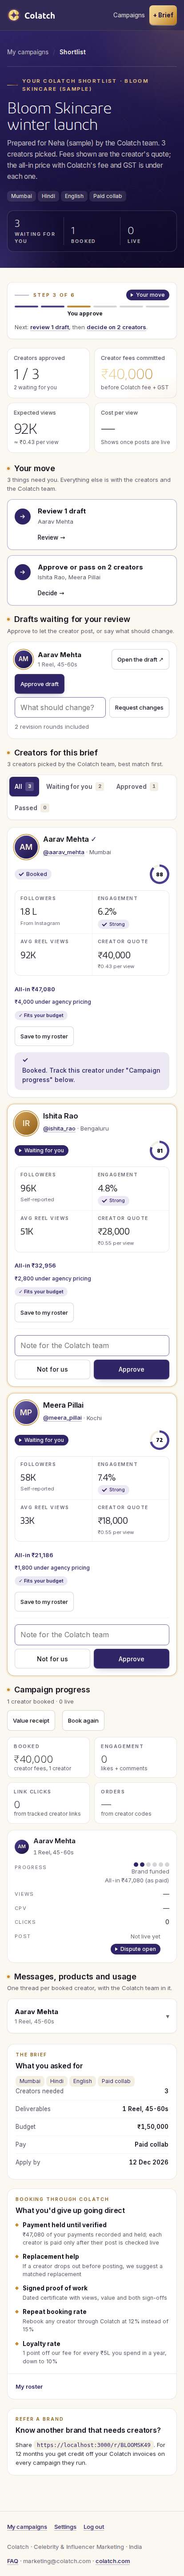 Colatch
Campaigns
+ Brief
My campaigns
Shortlist
YOUR COLATCH SHORTLIST · BLOOM
SKINCARE (SAMPLE)
Bloom Skincare
winter launch
Prepared for Neha (sample) by the Colatch team. 3
creator picks. Fees shown are the creator's quote;
what's all-in with Colatch's fee and GST is under
each one.
Mumbai
Hindi
English
Paid collab
3
WAITING FOR
YOU
1
BOOKED
0
LIVE
STEP 3 OF 6
Your move
You approve
Next: review 1 draft, then decide on 2 creators.
Creators approved
1 / 3
2 waiting for you
Creator fees committed
₹40,000
before Colatch fee + GST
Expected views
92K
≈ ₹0.43 per view
Cost per view
—
Shows once posts are live
Your move
3 things need you. Everything else is with the creators and
the Colatch team.
Review 1 draft
Aarav Mehta
Review →
Approve or pass on 2 creators
Ishita Rao, Meera Pillai
Decide →
Drafts waiting for your review
Approve to let the creator post, or say what should change.
AM
Aarav Mehta
1 Reel, 45-60s
Open the draft ↗
Approve draft
What should change?
Request changes
2 revision rounds included
Creators for this brief
3 creators picked by the Colatch team, best match first.
All 3
Waiting for you 2
Approved 1
Passed 0
AM
Aarav Mehta ✓
@aarav_mehta · Mumbai
✓ Booked
88
FOLLOWERS
1.8 L
From Instagram
ENGAGEMENT
6.2%
✓ Strong
AVG REEL VIEWS
92K
CREATOR QUOTE
₹40,000
₹0.43 per view
All-in ₹47,080
₹4,000 under agency pricing
✓ Fits your budget
Save to my roster
✓
Booked. Track this creator under "Campaign
progress" below.
IR
Ishita Rao
@ishita_rao · Bengaluru
Waiting for you
81
FOLLOWERS
96K
Self-reported
ENGAGEMENT
4.8%
✓ Strong
AVG REEL VIEWS
51K
CREATOR QUOTE
₹28,000
₹0.55 per view
All-in ₹32,956
₹2,800 under agency pricing
✓ Fits your budget
Save to my roster
Note for the Colatch team
Not for us
Approve
MP
Meera Pillai
@meera_pillai · Kochi
Waiting for you
72
FOLLOWERS
58K
Self-reported
ENGAGEMENT
7.4%
✓ Strong
AVG REEL VIEWS
33K
CREATOR QUOTE
₹18,000
₹0.55 per view
All-in ₹21,186
₹1,800 under agency pricing
✓ Fits your budget
Save to my roster
Note for the Colatch team
Not for us
Approve
Campaign progress
1 creator booked · 0 live
Value receipt
Book again
BOOKED
₹40,000
creator fees, 1 creator
ENGAGEMENT
0
likes + comments
LINK CLICKS
0
from tracked creator links
ORDERS
—
from creator codes
AM
Aarav Mehta
1 Reel, 45-60s
PROGRESS
Brand funded
All-in ₹47,080 (as paid)
VIEWS
—
CPV
—
CLICKS
0
POST
Not live yet
Dispute open
Messages, products and usage
One thread per booked creator, with the Colatch team in it.
Aarav Mehta
1 Reel, 45-60s
THE BRIEF
What you asked for
Mumbai
Hindi
English
Paid collab
Creators needed
3
Deliverables
1 Reel, 45-60s
Budget
₹1,50,000
Pay
Paid collab
Apply by
12 Dec 2026
BOOKING THROUGH COLATCH
What you'd give up going direct
Payment held until verified
₹47,080 of your payments recorded and held; each
creator is paid only after their post is checked live
Replacement help
If a creator drops out before posting, we suggest a
matched replacement
Signed proof of work
Dated certificate with views, value and both sign-offs
Repeat booking rate
Rebook any creator through Colatch at 12% instead of
15%
Loyalty rate
1 point off our fee for every ₹5L you spend in a year,
down to 10%
My roster
REFER A BRAND
Know another brand that needs creators?
Share https://localhost:3000/r/BLOOMSK49. For
12 months you get credit off your Colatch invoices on
every campaign they run.
My campaigns
Settings
Log out
Colatch · Celebrity & Influencer Marketing · India
FAQ · marketing@colatch.com · colatch.com